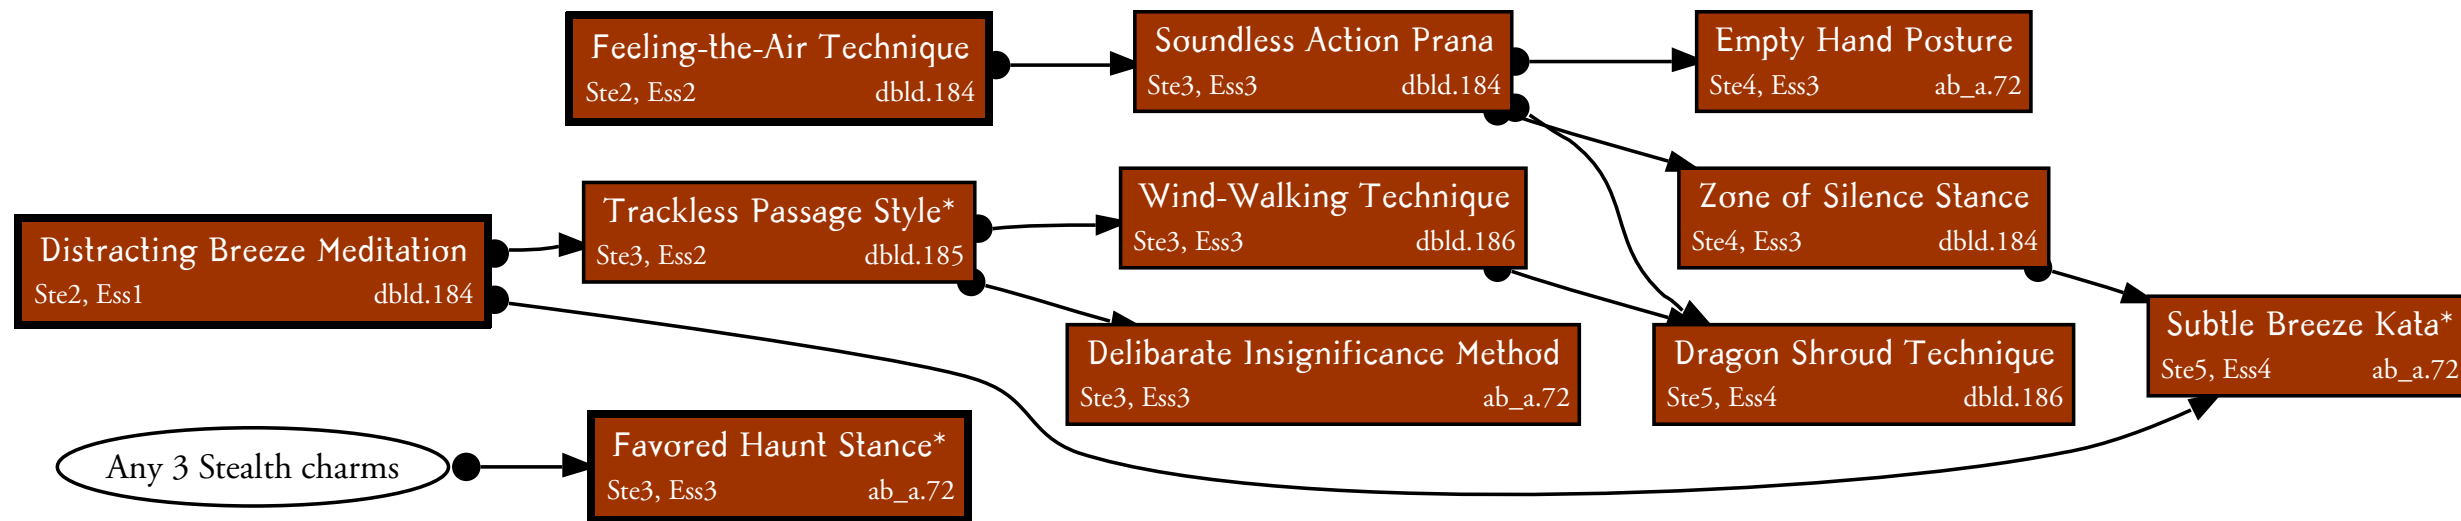 Feeling-the-Air Technique
Ste2, Ess2 dbld.184
Soundless Action Prana
Ste3, Ess3 dbld.184
Empty Hand Posture
Ste4, Ess3 ab_a.72
Distracting Breeze Meditation
Ste2, Ess1 dbld.184
Trackless Passage Style*
Ste3, Ess2 dbld.185
Wind-Walking Technique
Ste3, Ess3 dbld.186
Zone of Silence Stance
Ste4, Ess3 dbld.184
Delibarate Insignificance Method
Ste3, Ess3 ab_a.72
Dragon Shroud Technique
Ste5, Ess4 dbld.186
Subtle Breeze Kata*
Ste5, Ess4 ab_a.72
Any 3 Stealth charms
Favored Haunt Stance*
Ste3, Ess3 ab_a.72